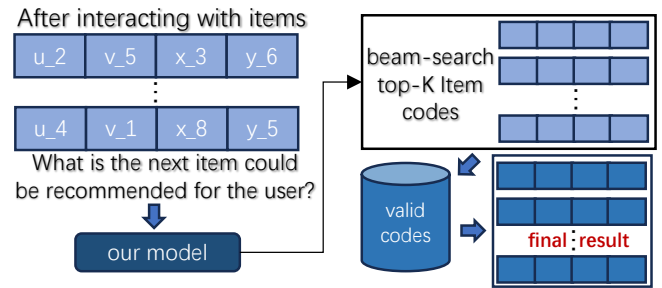 After interacting with items
u_2 v_5 x_3 y_6
u_4 v_1 x_8 y_5
What is the next item could
be recommended for the user?
our model
beam-search
top-K Item
codes
valid
codes
final result